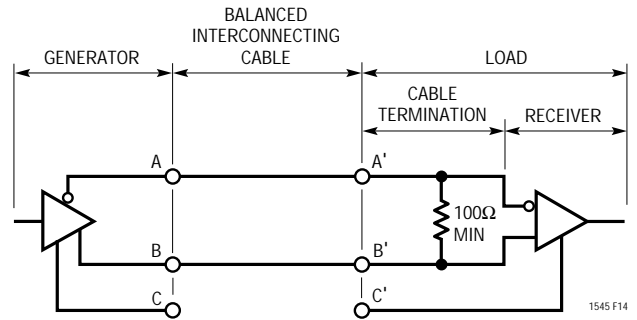 BALANCED
INTERCONNECTING
CABLE
GENERATOR
LOAD
CABLE
TERMINATION
RECEIVER
A
A'
100Ω
MIN
B
B'
C
C'
1545 F14